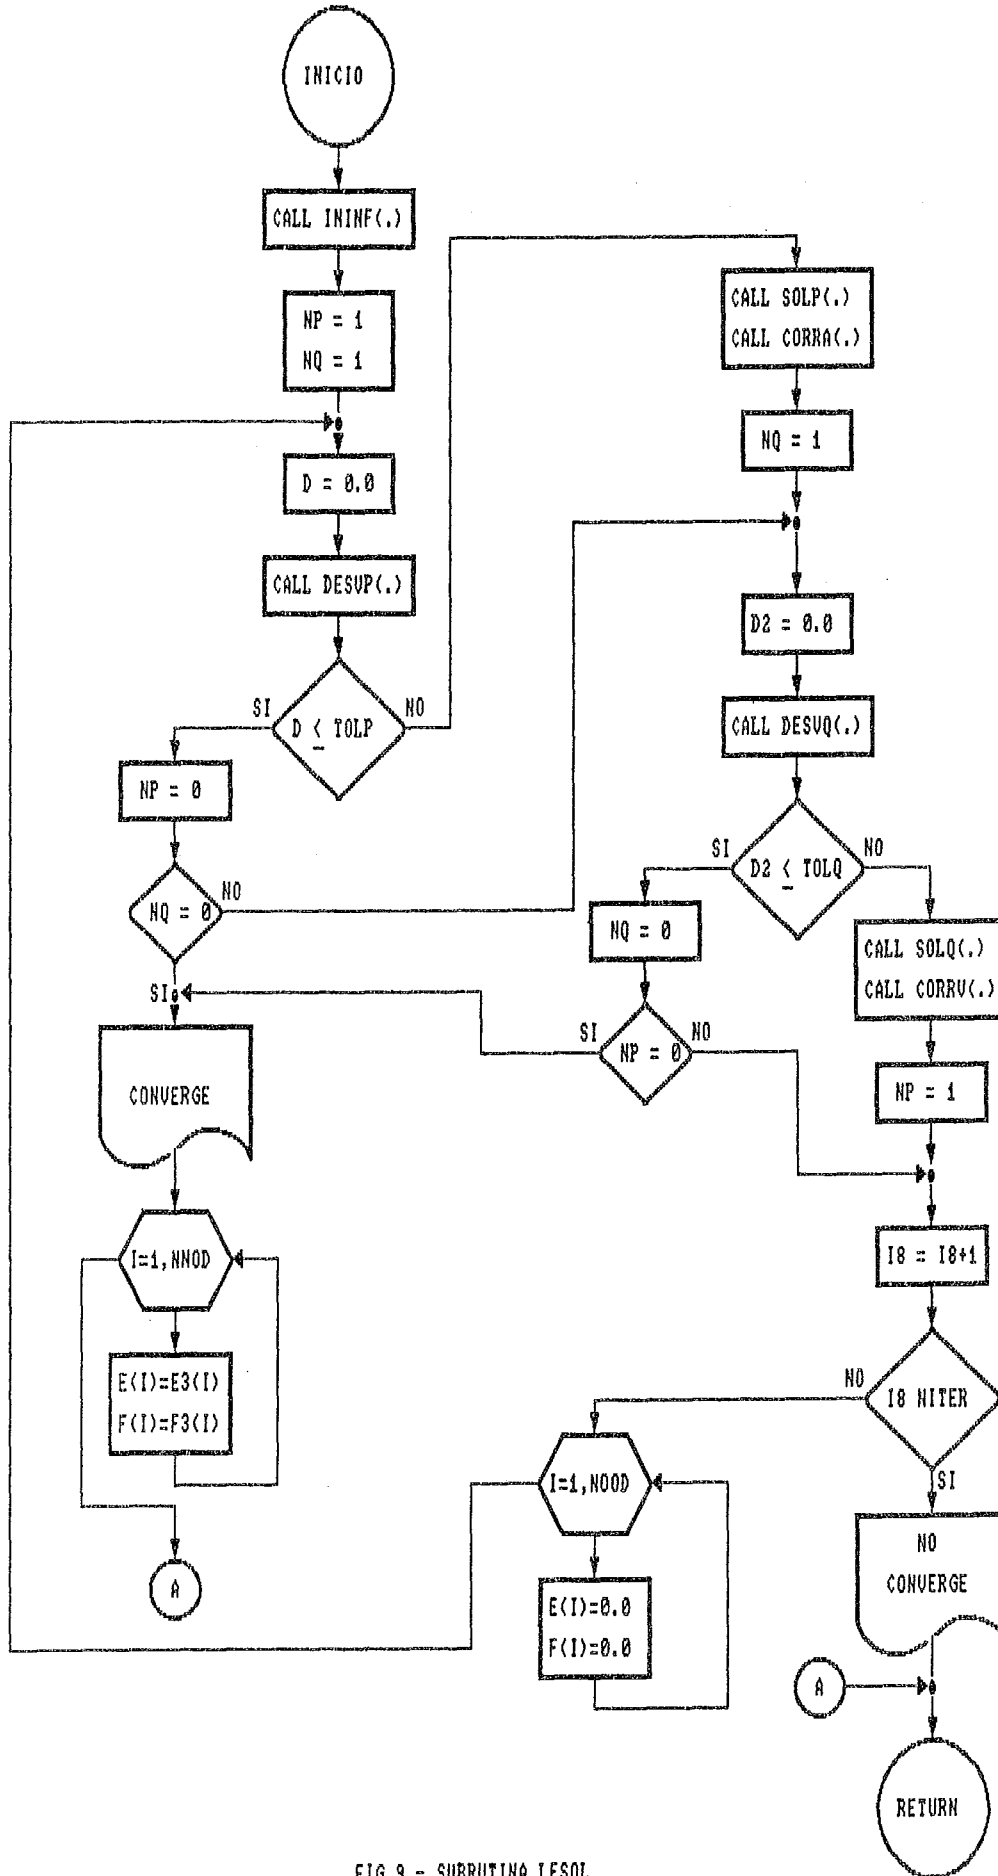 INICIO
CALL ININF(.)
NP = 1
NQ = 1
D = 0.0
CALL DESVP(.)
SI
D ≤ TOLP
NO
NP = 0
NQ = 0
NO
SI
CONVERGE
I=1,NNOD
E(I)=E3(I)
F(I)=F3(I)
A
CALL SOLP(.)
CALL CORRA(.)
NQ = 1
D2 = 0.0
CALL DESVQ(.)
SI
D2 ≤ TOLQ
NO
NQ = 0
SI
NP = 0
NO
CALL SOLQ(.)
CALL CORRV(.)
NP = 1
I8 = I8+1
NO
I8 NITER
SI
I=1,NOOD
E(I)=0.0
F(I)=0.0
NO
CONVERGE
A
RETURN
FIG.9 - SUBRUTINA LFSOL